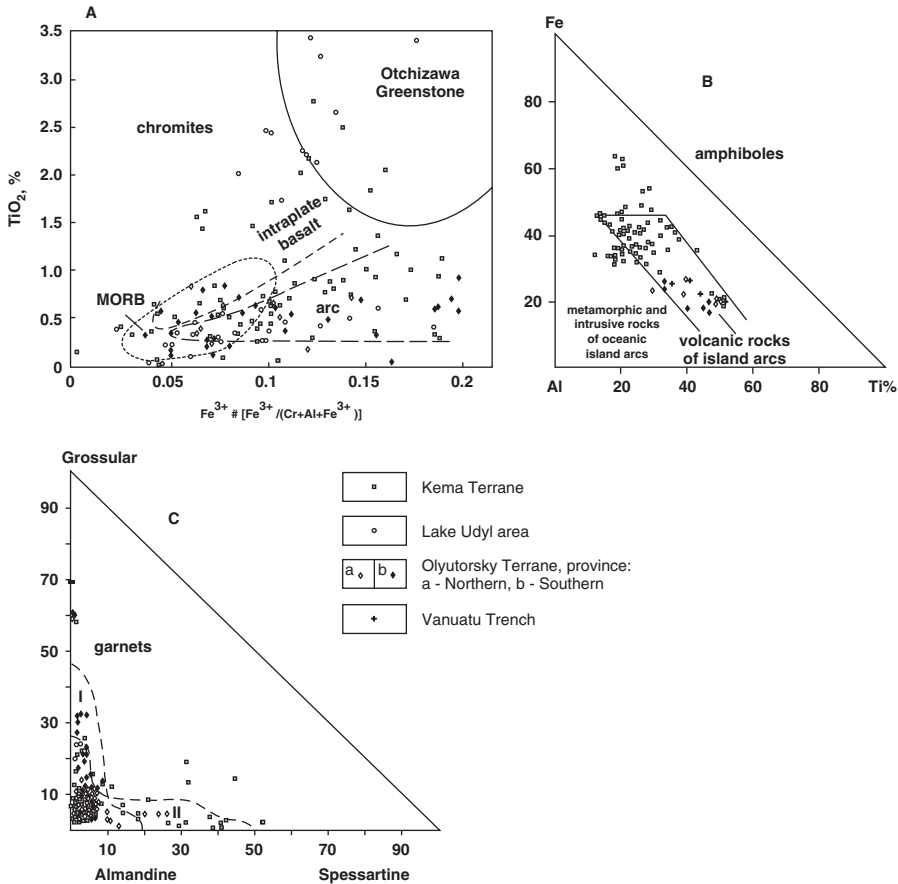 A
3.5
3.0
2.5
2.0
1.5
1.0
0.5
0
TiO2, %
chromites
Otchizawa
Greenstone
intraplate
basalt
MORB
arc
0
0.05
0.1
0.15
0.2
Fe3+ # [Fe3+ /(Cr+Al+Fe3+ )]
Fe
B
80
60
40
20
amphiboles
metamorphic and
intrusive rocks
of oceanic
island arcs
volcanic rocks
of island arcs
Al
20
40
60
80
Ti%
Grossular
C
90
70
50
30
10
garnets
I
II
10
30
50
70
90
Almandine
Spessartine
Kema Terrane
Lake Udyl area
a
b
Olyutorsky Terrane, province:
a - Northern, b - Southern
Vanuatu Trench